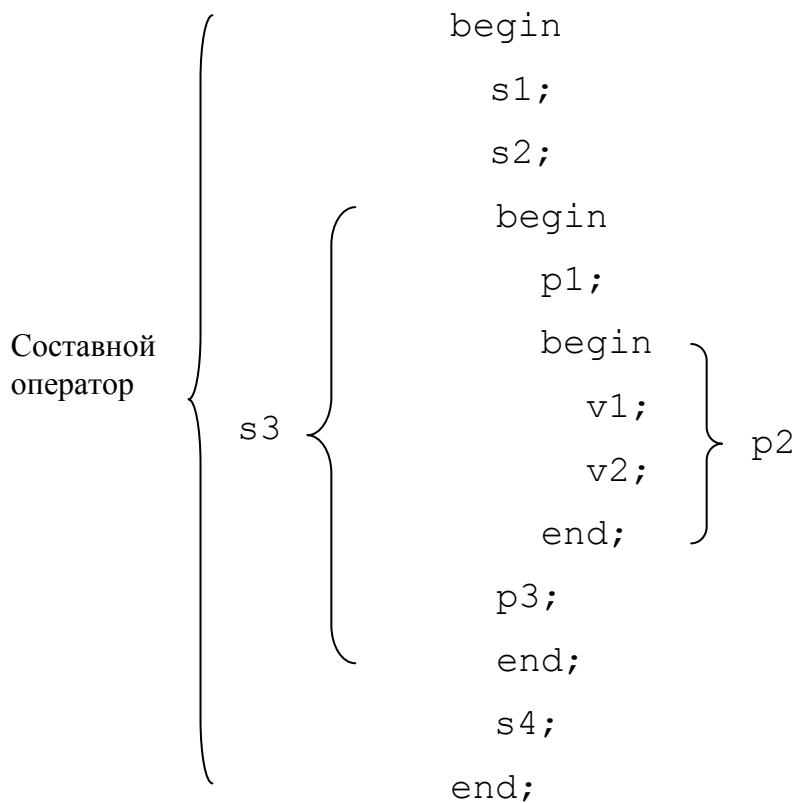 begin
s1;
s2;
begin
p1;
Составной
оператор
begin
v1;
s3
p2
v2;
end;
p3;
end;
s4;
end;